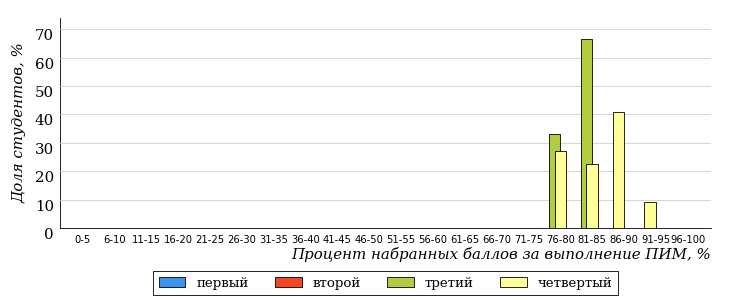 Доля студентов, %
70
60
50
40
30
20
10
0
0-5 6-10 11-15 16-20 21-25 26-30 31-35 36-40 41-45 46-50 51-55 56-60 61-65 66-70 71-75 76-80 81-85 86-90 91-95 96-100
Процент набранных баллов за выполнение ПИМ, %
первый второй третий четвертый